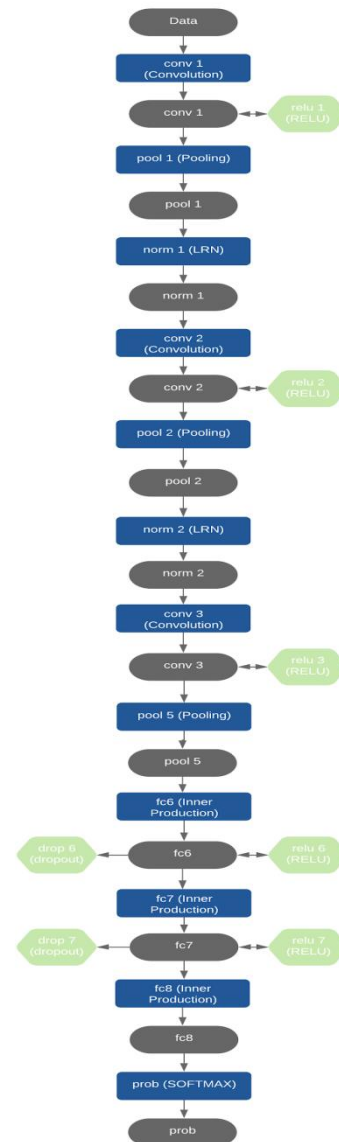 Data
conv 1
(Convolution)
conv 1
relu 1
(RELU)
pool 1 (Pooling)
pool 1
norm 1 (LRN)
norm 1
conv 2
(Convolution)
conv 2
relu 2
(RELU)
pool 2 (Pooling)
pool 2
norm 2 (LRN)
norm 2
conv 3
(Convolution)
conv 3
relu 3
(RELU)
pool 5 (Pooling)
pool 5
fc6 (Inner
Production)
drop 6
(dropout)
fc6
relu 6
(RELU)
fc7 (Inner
Production)
drop 7
(dropout)
fc7
relu 7
(RELU)
fc8 (Inner
Production)
fc8
prob (SOFTMAX)
prob